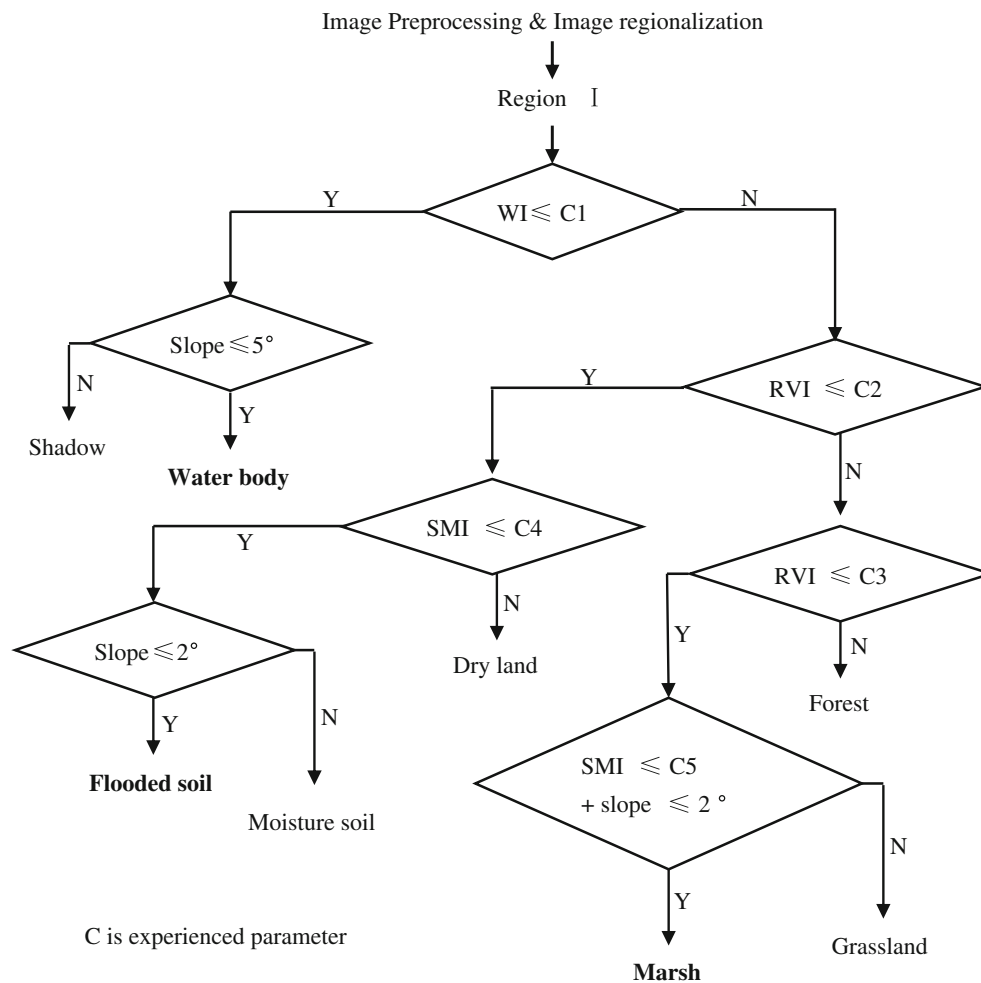 Image Preprocessing & Image regionalization
Region Ⅰ
WI≤ C1
Y
N
Slope≤5°
N
Y
Shadow
Water body
RVI ≤ C2
Y
N
SMI ≤ C4
Y
N
Dry land
RVI ≤ C3
Y
N
Forest
Slope≤2°
Y
N
Flooded soil
Moisture soil
SMI ≤ C5
+ slope ≤ 2 °
Y
N
Marsh
Grassland
C is experienced parameter